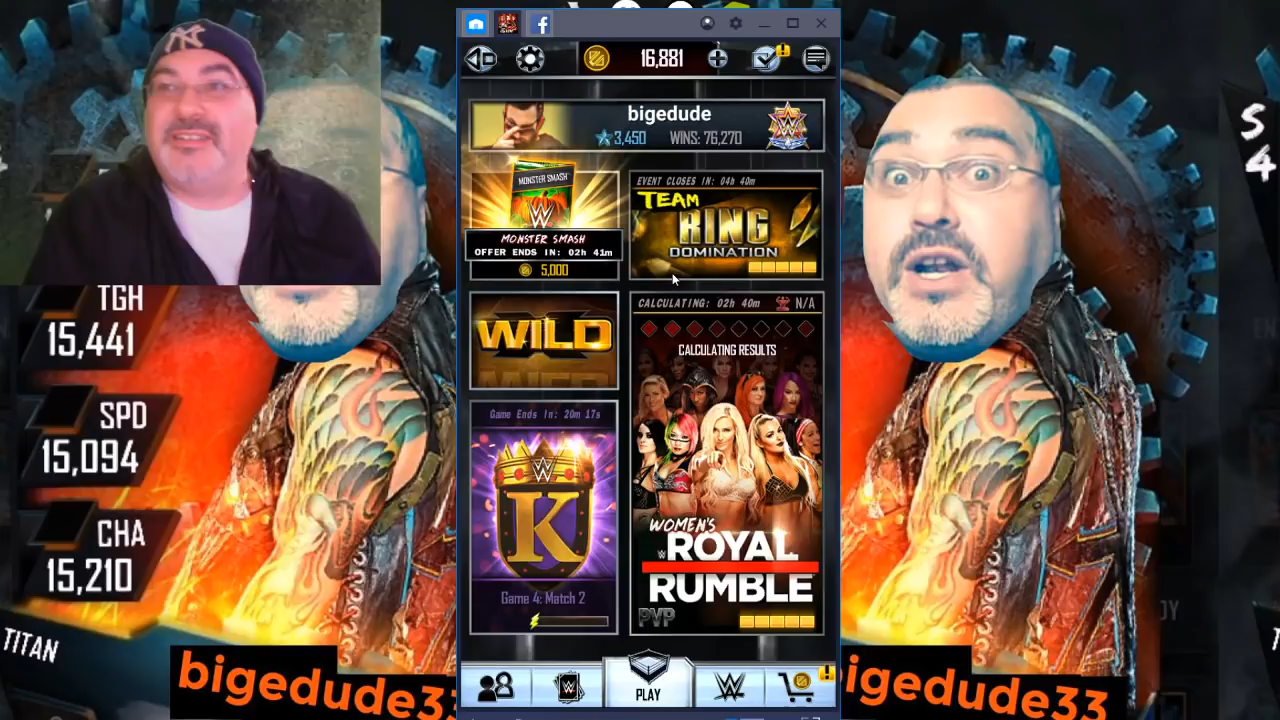 16,881
bigedude
3,450 WINS: 76,270
MONSTER SMASH
MONSTER SMASH
OFFER ENDS IN: 02h 41m
5,000
EVENT CLOSES IN: 04h 40m
TEAM
RING
DOMINATION
WILD
CALCULATING: 02h 40m N/A
CALCULATING RESULTS
WOMEN'S
ROYAL
RUMBLE
PVP
Game Ends In: 20m 17s
K
Game 4: Match 2
PLAY
TGH
15,441
SPD
15,094
CHA
15,210
TITAN
bigedude33
igedude33
S
4